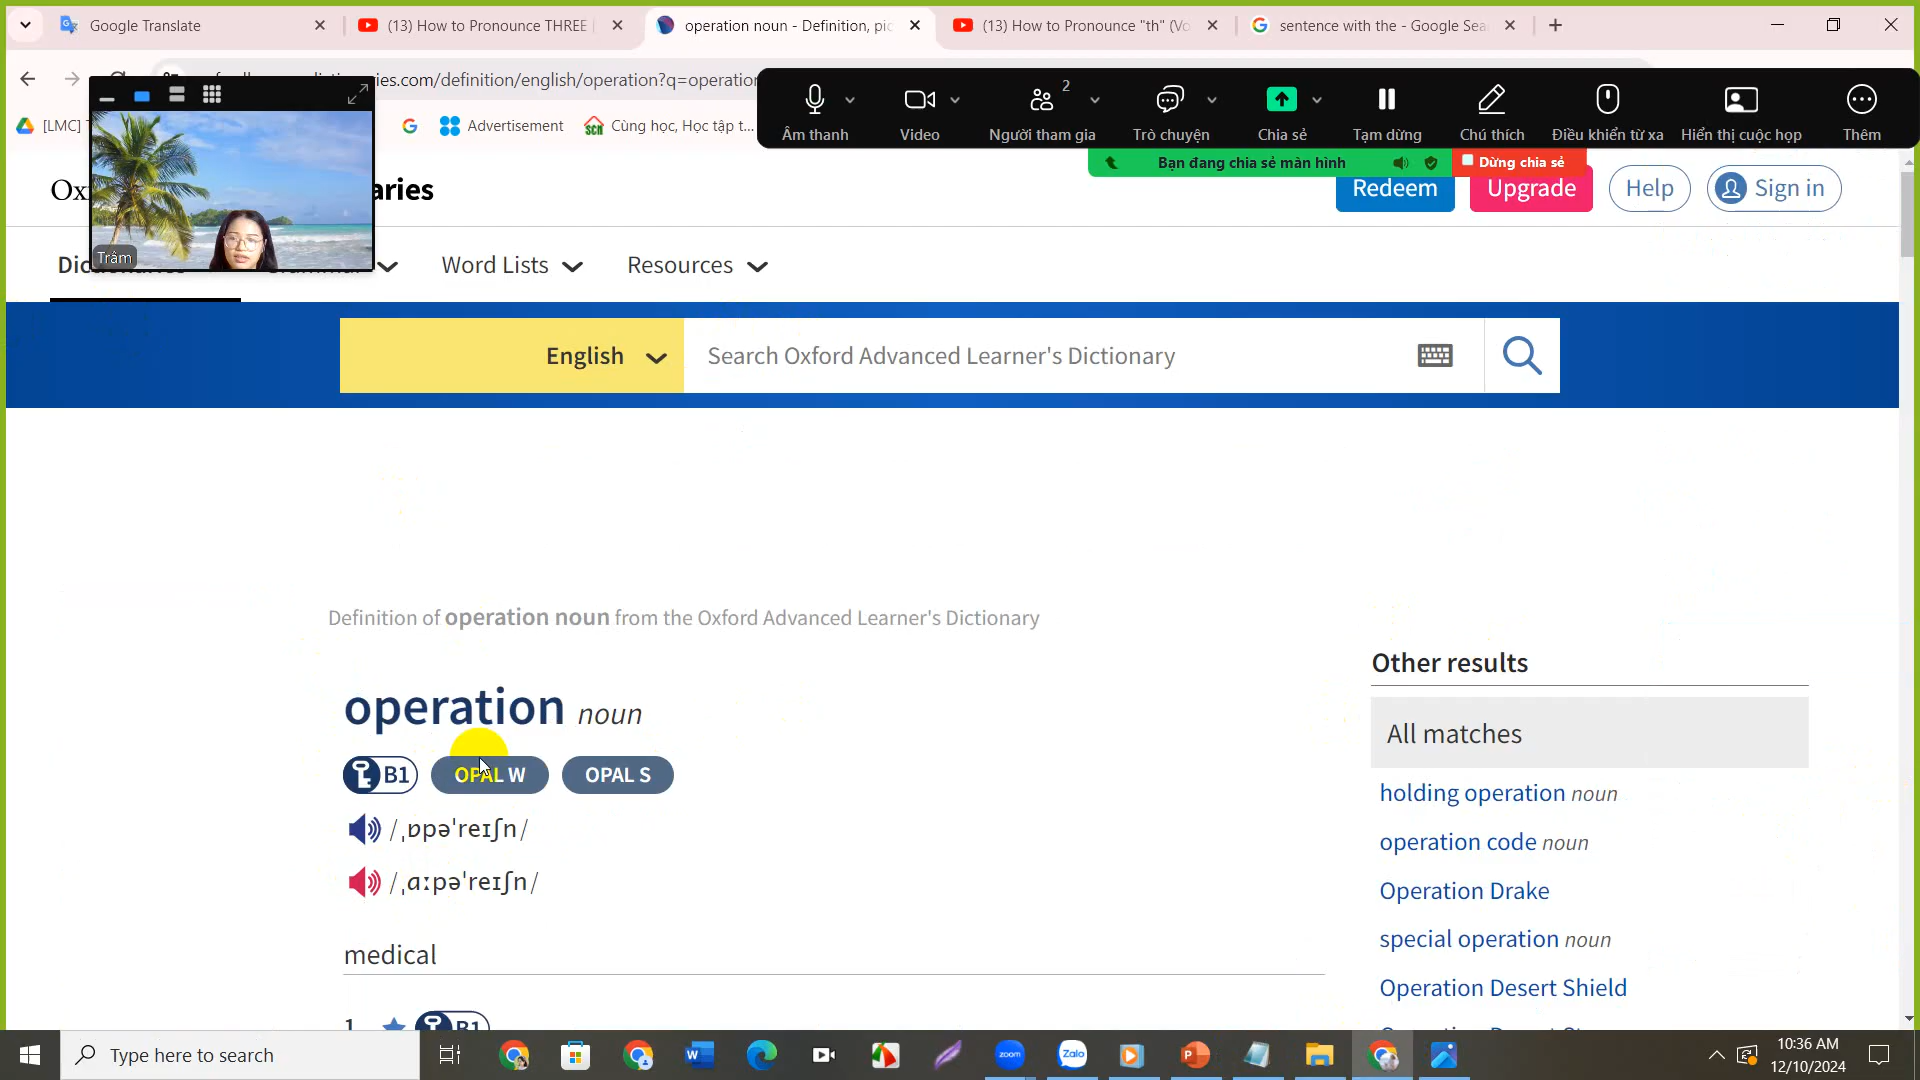 Google Translate
(13) How to Pronounce THREE
operation noun - Definition, pic
(13) How to Pronounce "th" (Vo
sentence with the - Google Sea
ies.com/definition/english/operation?q=operation
[LMC]
Advertisement
Cùng học, Học tập t...
2
Âm thanh
Video
Người tham gia
Trò chuyện
Chia sẻ
Tạm dừng
Chú thích
Điều khiển từ xa
Hiển thị cuộc họp
Thêm
Bạn đang chia sẻ màn hình
Dừng chia sẻ
aries
Redeem
Upgrade
Help
Sign in
Trâm
Word Lists
Resources
English
Search Oxford Advanced Learner's Dictionary
Definition of operation noun from the Oxford Advanced Learner's Dictionary
operation noun
B1
OPAL W
OPAL S
/ˌɒpəˈreɪʃn/
/ˌɑːpəˈreɪʃn/
medical
1
B1
Other results
All matches
holding operation noun
operation code noun
Operation Drake
special operation noun
Operation Desert Shield
Type here to search
zoom
Zalo
10:36 AM
12/10/2024